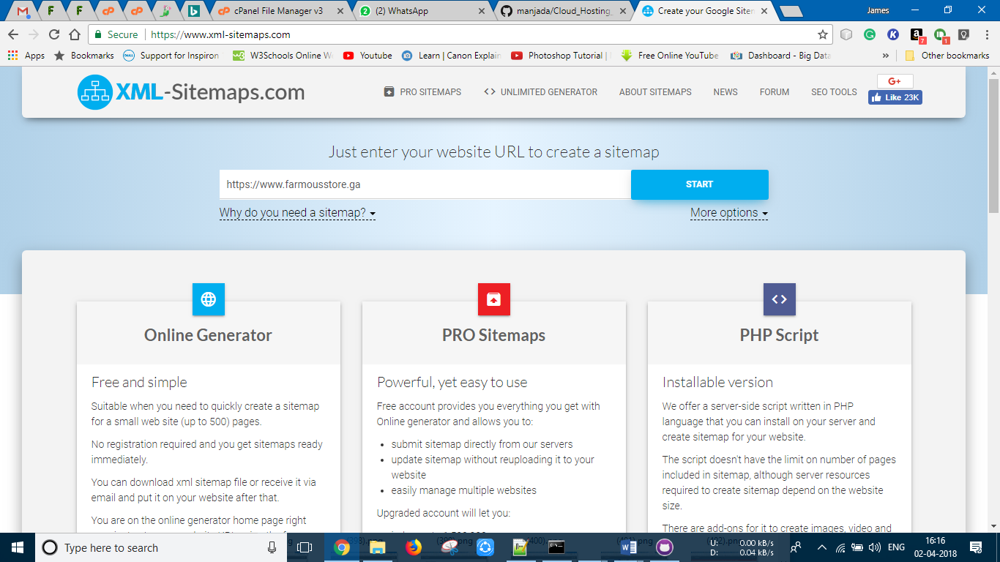 cPanel File Manager v3
(2) WhatsApp
manjada/Cloud_Hosting_
Create your Google Siten
James
Secure https://www.xml-sitemaps.com
7
1
Apps Bookmarks Support for Inspiron W3Schools Online W Youtube Learn | Canon Explain Photoshop Tutorial | Free Online YouTube Dashboard - Big Data » Other bookmarks
XML-Sitemaps.com
PRO SITEMAPS <> UNLIMITED GENERATOR ABOUT SITEMAPS NEWS FORUM SEO TOOLS
G+
Like 23K
Just enter your website URL to create a sitemap
https://www.farmousstore.ga START
Why do you need a sitemap? More options
Online Generator
Free and simple
Suitable when you need to quickly create a sitemap
for a small web site (up to 500) pages.
No registration required and you get sitemaps ready
immediately.
You can download xml sitemap file or receive it via
email and put it on your website after that.
You are on the online generator home page right
PRO Sitemaps
Powerful, yet easy to use
Free account provides you everything you get with
Online generator and allows you to:
• submit sitemap directly from our servers
• update sitemap without reuploading it to your
website
• easily manage multiple websites
Upgraded account will let you:
PHP Script
Installable version
We offer a server-side script written in PHP
language that you can install on your server and
create sitemap for your website.
The script doesn't have the limit on number of pages
included in sitemap, although server resources
required to create sitemap depend on the website
size.
There are add-ons for it to create images, video and
Type here to search
U: 0.00 kB/s
D: 0.04 kB/s
ENG
16:16
02-04-2018